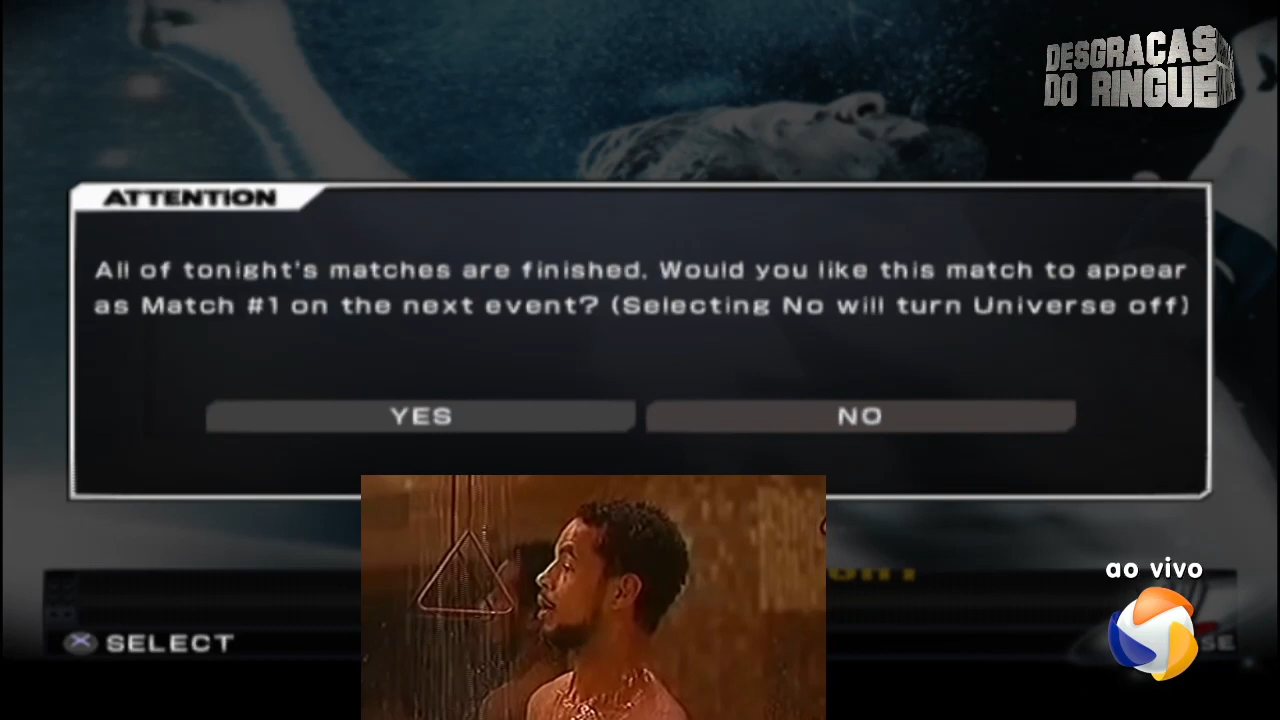 DESGRAÇAS
DO RINGUE
ATTENTION
All of tonight's matches are finished. Would you like this match to appear
as Match #1 on the next event? (Selecting No will turn Universe off)
YES
NO
ao vivo
SELECT
SE